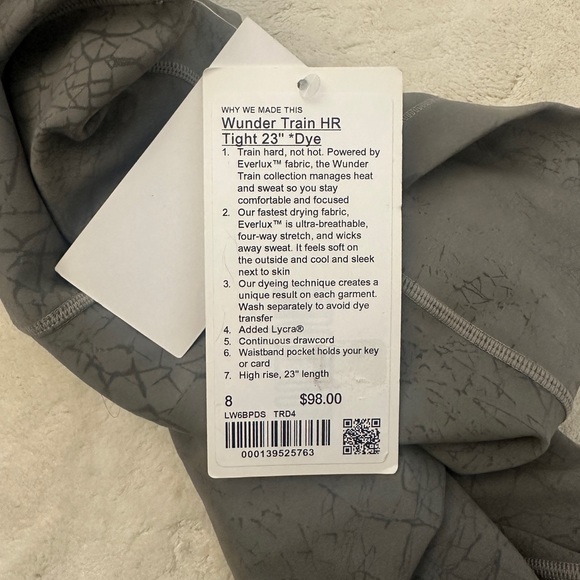 WHY WE MADE THIS
Wunder Train HR
Tight 23" *Dye
1. Train hard, not hot. Powered by
Everlux™ fabric, the Wunder
Train collection manages heat
and sweat so you stay
comfortable and focused
2. Our fastest drying fabric,
Everlux™ is ultra-breathable,
four-way stretch, and wicks
away sweat. It feels soft on
the outside and cool and sleek
next to skin
3. Our dyeing technique creates a
unique result on each garment.
Wash separately to avoid dye
transfer
4. Added Lycra®
5. Continuous drawcord
6. Waistband pocket holds your key
or card
7. High rise, 23" length
8 $98.00
LW6BPDS TRD4
000139525763